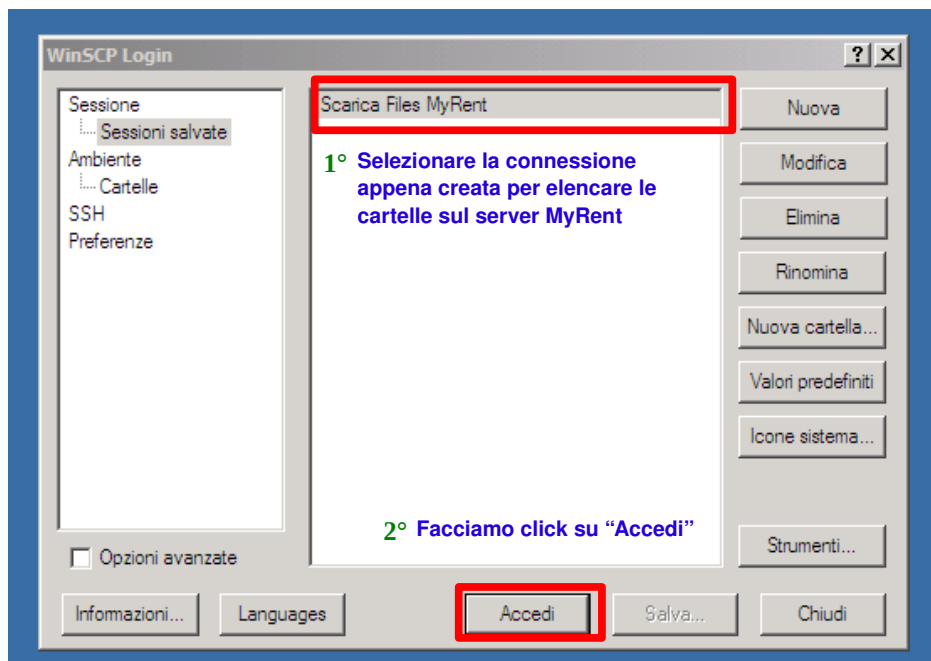 WinSCP Login
Sessione
Sessioni salvate
Ambiente
Cartelle
SSH
Preferenze
Opzioni avanzate
Scarica Files MyRent
1° Selezionare la connessione
appena creata per elencare le
cartelle sul server MyRent
2° Facciamo click su “Accedi”
Nuova
Modifica
Elimina
Rinomina
Nuova cartella...
Valori predefiniti
Icone sistema...
Strumenti...
Informazioni...
Languages
Accedi
Salva...
Chiudi